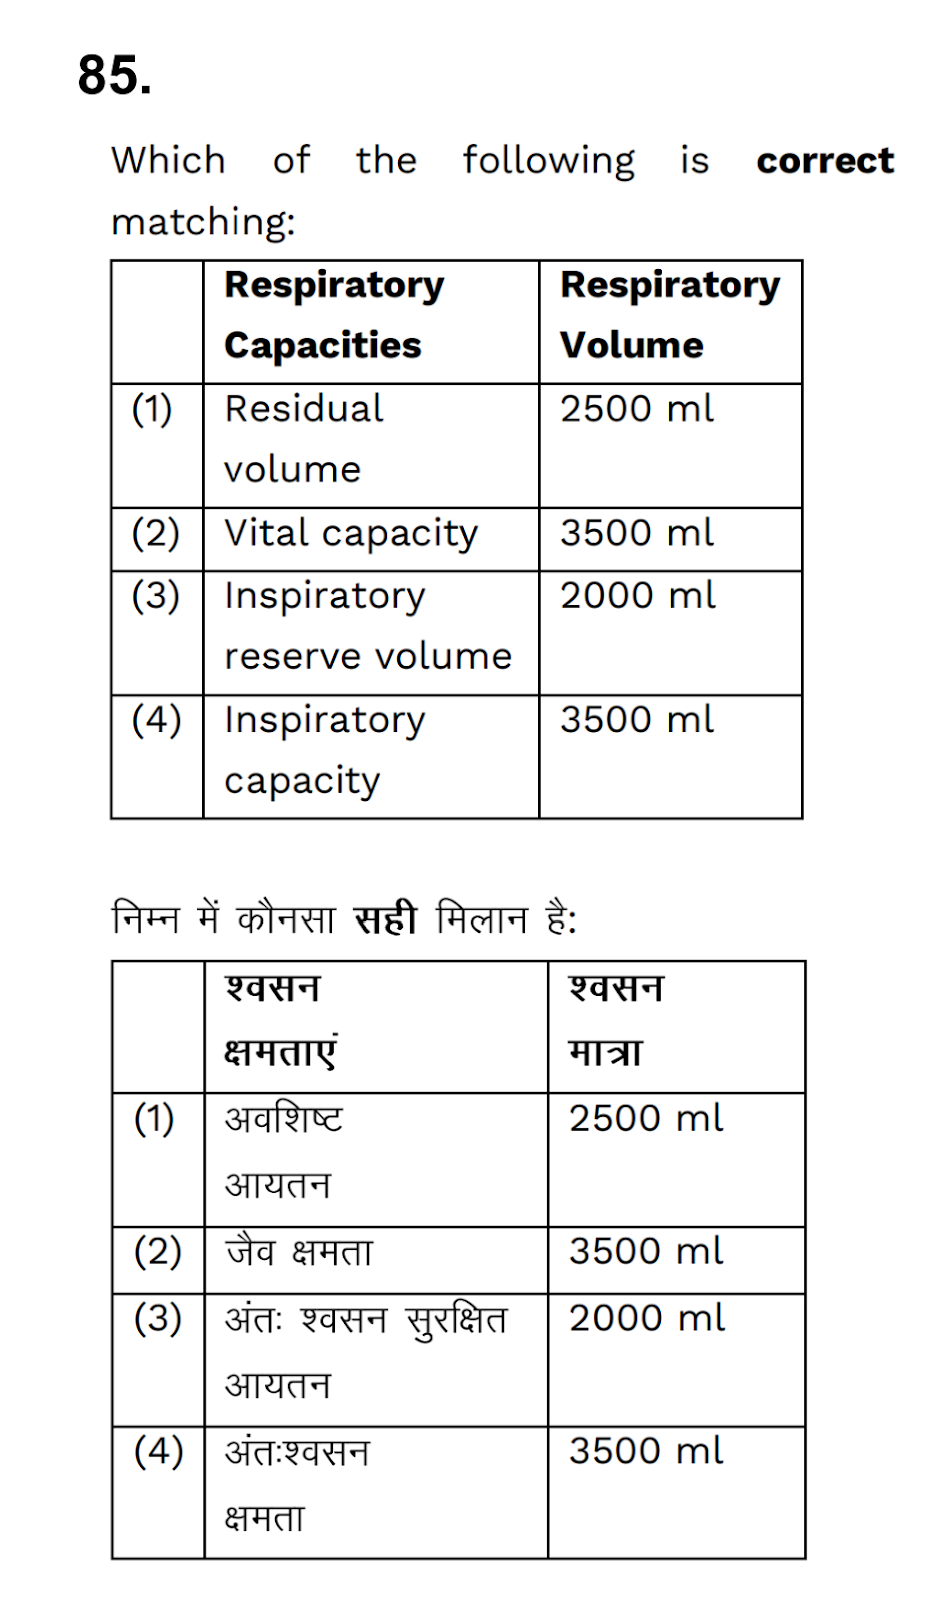 85.
Which of the following is correct
matching:
Respiratory Capacities Respiratory Volume
(1) Residual volume 2500 ml
(2) Vital capacity 3500 ml
(3) Inspiratory reserve volume 2000 ml
(4) Inspiratory capacity 3500 ml
निम्न में कौनसा सही मिलान है:
श्वसन क्षमताएं श्वसन मात्रा
(1) अवशिष्ट आयतन 2500 ml
(2) जैव क्षमता 3500 ml
(3) अंतः श्वसन सुरक्षित आयतन 2000 ml
(4) अंतःश्वसन क्षमता 3500 ml